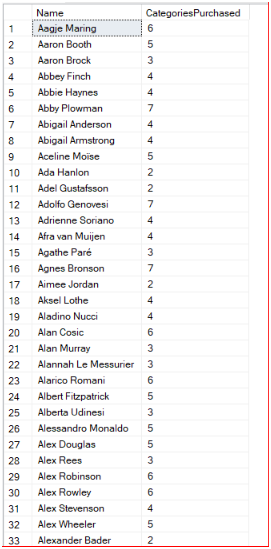 Name CategoriesPurchased
1 Aagje Maring 6
2 Aaron Booth 5
3 Aaron Brock 3
4 Abbey Finch 4
5 Abbie Haynes 4
6 Abby Plowman 7
7 Abigail Anderson 4
8 Abigail Armstrong 4
9 Aceline Moïse 5
10 Ada Hanlon 2
11 Adel Gustafsson 2
12 Adolfo Genovesi 7
13 Adrienne Soriano 4
14 Afra van Muijen 4
15 Agathe Paré 3
16 Agnes Bronson 7
17 Aimee Jordan 2
18 Aksel Lothe 4
19 Aladino Nucci 4
20 Alan Cosic 6
21 Alan Murray 3
22 Alannah Le Messurier 3
23 Alarico Romani 6
24 Albert Fitzpatrick 5
25 Alberta Udinesi 3
26 Alessandro Monaldo 5
27 Alex Douglas 5
28 Alex Rees 3
29 Alex Robinson 6
30 Alex Rowley 6
31 Alex Stevenson 4
32 Alex Wheeler 5
33 Alexander Bader 2